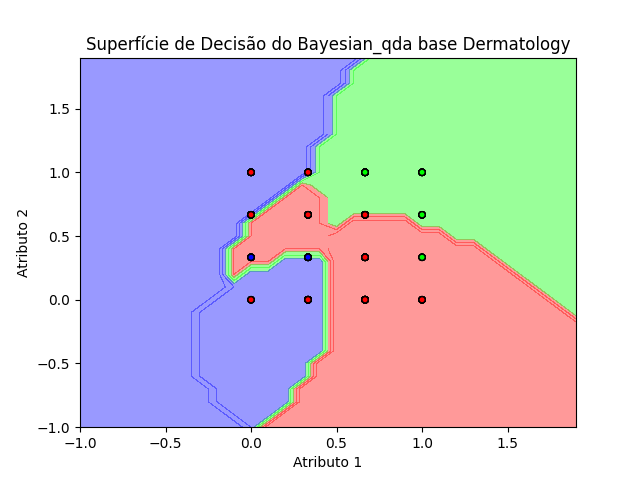 Superfície de Decisão do Bayesian_qda base Dermatology
Atributo 2
1.5
1.0
0.5
0.0
−0.5
−1.0
−1.0 −0.5 0.0 0.5 1.0 1.5
Atributo 1